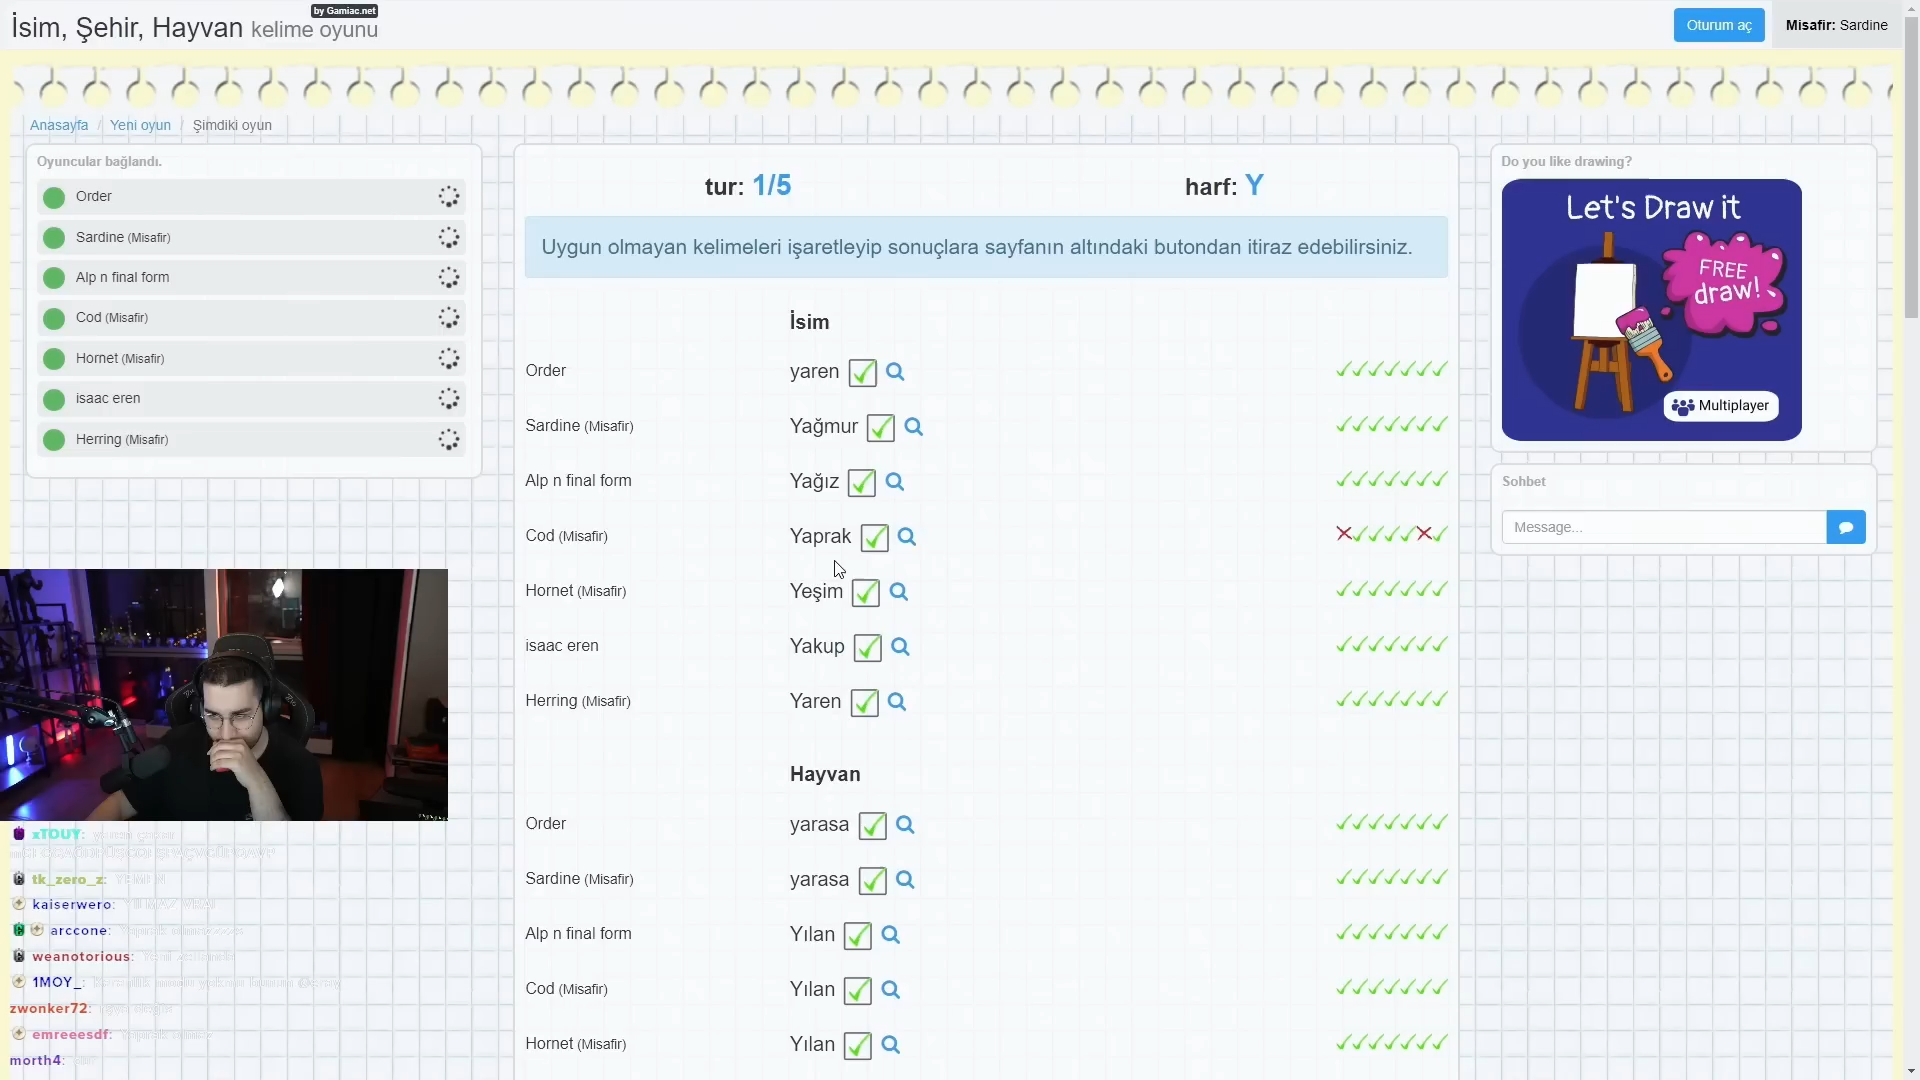 İsim, Şehir, Hayvan kelime oyunu
by Gamiac.net
Oturum aç
Misafir: Sardine
Anasayfa / Yeni oyun / Şimdiki oyun
Oyuncular bağlandı.
Order
Sardine (Misafir)
Alp n final form
Cod (Misafir)
Hornet (Misafir)
isaac eren
Herring (Misafir)
tur: 1/5
harf: Y
Uygun olmayan kelimeleri işaretleyip sonuçlara sayfanın altındaki butondan itiraz edebilirsiniz.
İsim
Order yaren
Sardine (Misafir) Yağmur
Alp n final form Yağız
Cod (Misafir) Yaprak
Hornet (Misafir) Yeşim
isaac eren Yakup
Herring (Misafir) Yaren
Hayvan
Order yarasa
Sardine (Misafir) yarasa
Alp n final form Yılan
Cod (Misafir) Yılan
Hornet (Misafir) Yılan
Do you like drawing?
Let's Draw it
FREE
draw!
Multiplayer
Sohbet
Message...
xTDUY:
tk_zero_z:
kaiserwero:
arccone:
weanotorious:
1MOY_:
zwonker72:
emreeesdf:
morth4: